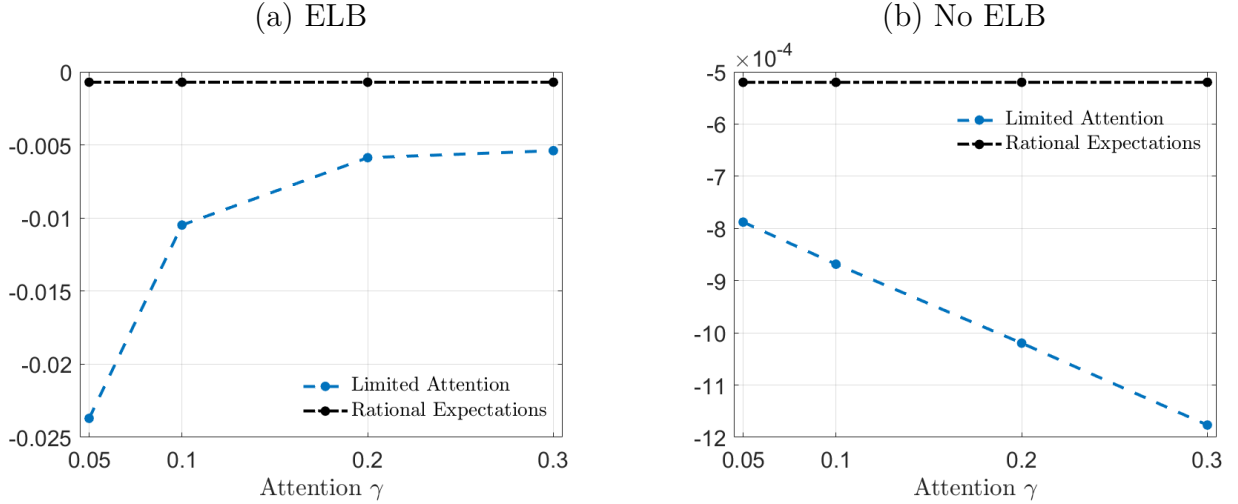 (a) ELB
0
-0.005
-0.01
-0.015
-0.02
-0.025
0.05
0.1
0.2
0.3
Attention γ
Limited Attention
Rational Expectations
(b) No ELB
×10⁻⁴
-5
-6
-7
-8
-9
-10
-11
-12
0.05
0.1
0.2
0.3
Attention γ
Limited Attention
Rational Expectations